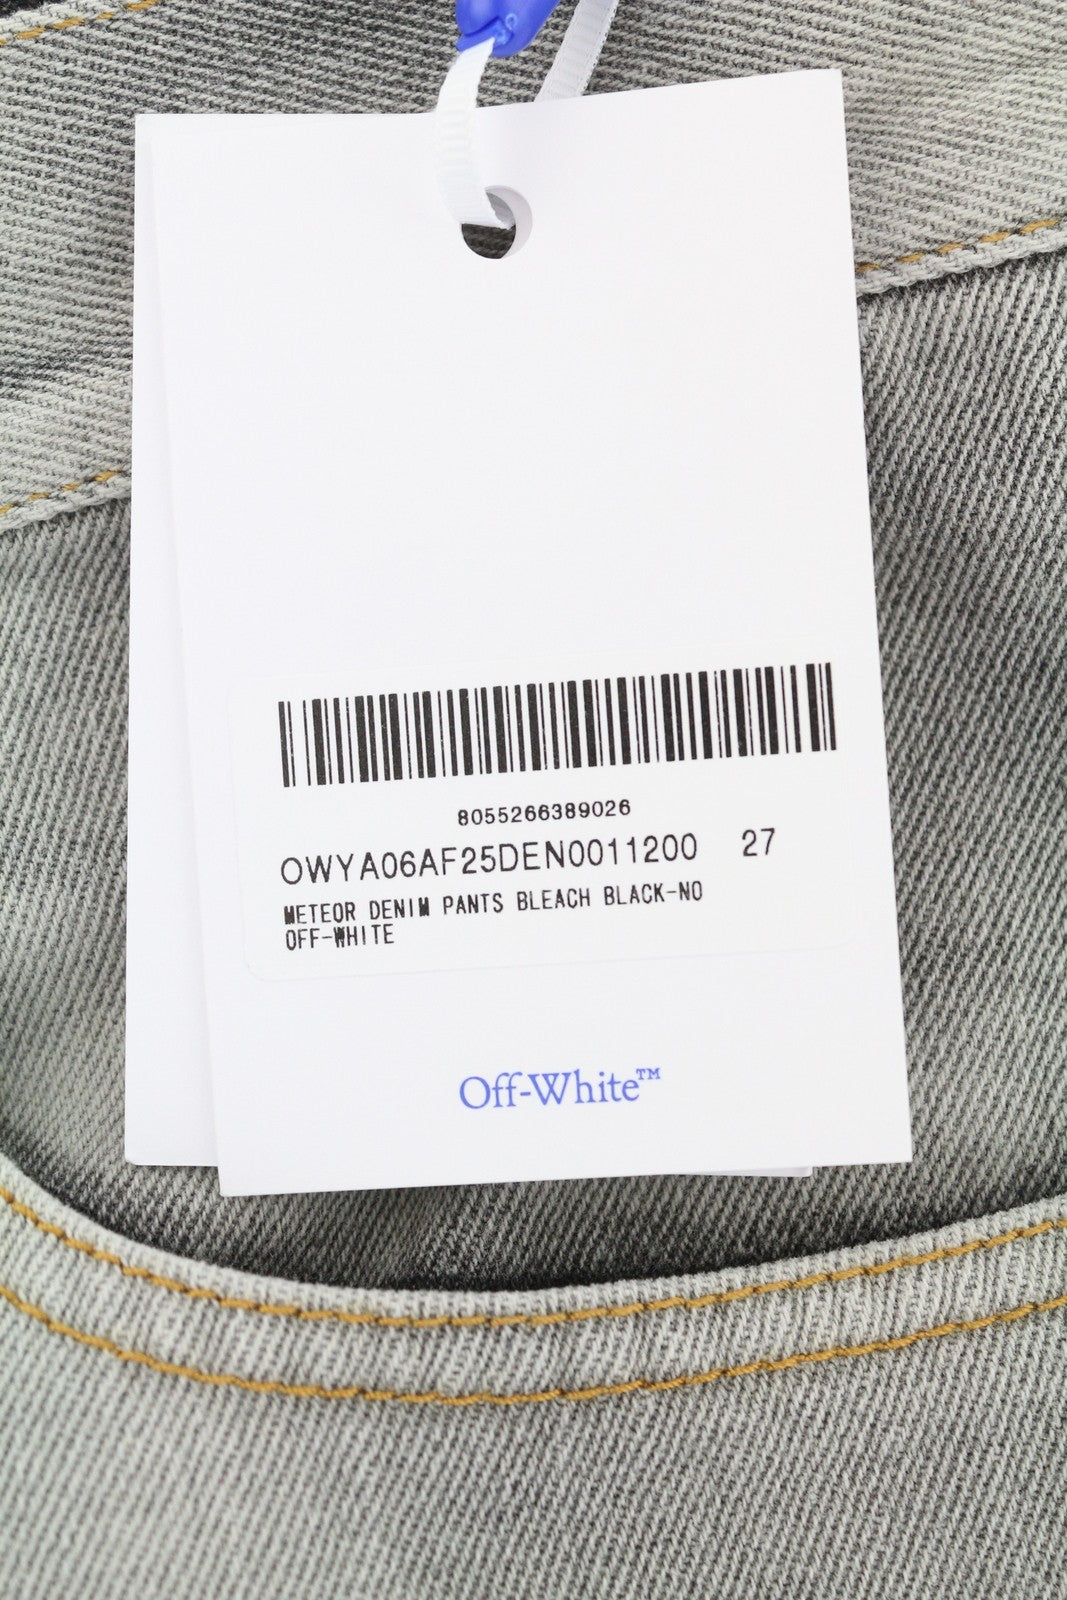 8055266389026
OWYA06AF25DEN0011200 27
METEOR DENIM PANTS BLEACH BLACK-NO
OFF-WHITE
Off-White™